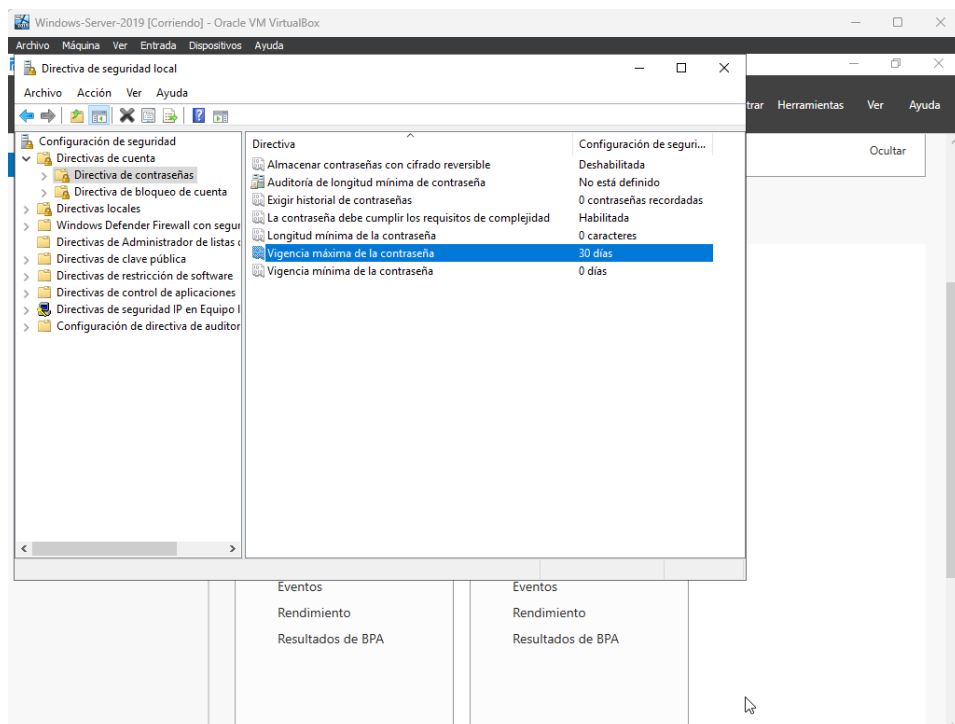 Windows-Server-2019 [Corriendo] - Oracle VM VirtualBox
Archivo Máquina Ver Entrada Dispositivos Ayuda
Directiva de seguridad local
Archivo Acción Ver Ayuda
Herramientas Ver Ayuda
Ocultar
Configuración de seguridad
Directivas de cuenta
Directiva de contraseñas
Directiva de bloqueo de cuenta
Directivas locales
Windows Defender Firewall con segur
Directivas de Administrador de listas
Directivas de clave pública
Directivas de restricción de software
Directivas de control de aplicaciones
Directivas de seguridad IP en Equipo l
Configuración de directiva de auditor
Directiva Configuración de seguri...
Almacenar contraseñas con cifrado reversible Deshabilitada
Auditoría de longitud mínima de contraseña No está definido
Exigir historial de contraseñas 0 contraseñas recordadas
La contraseña debe cumplir los requisitos de complejidad Habilitada
Longitud mínima de la contraseña 0 caracteres
Vigencia máxima de la contraseña 30 días
Vigencia mínima de la contraseña 0 días
Eventos
Rendimiento
Resultados de BPA
Eventos
Rendimiento
Resultados de BPA